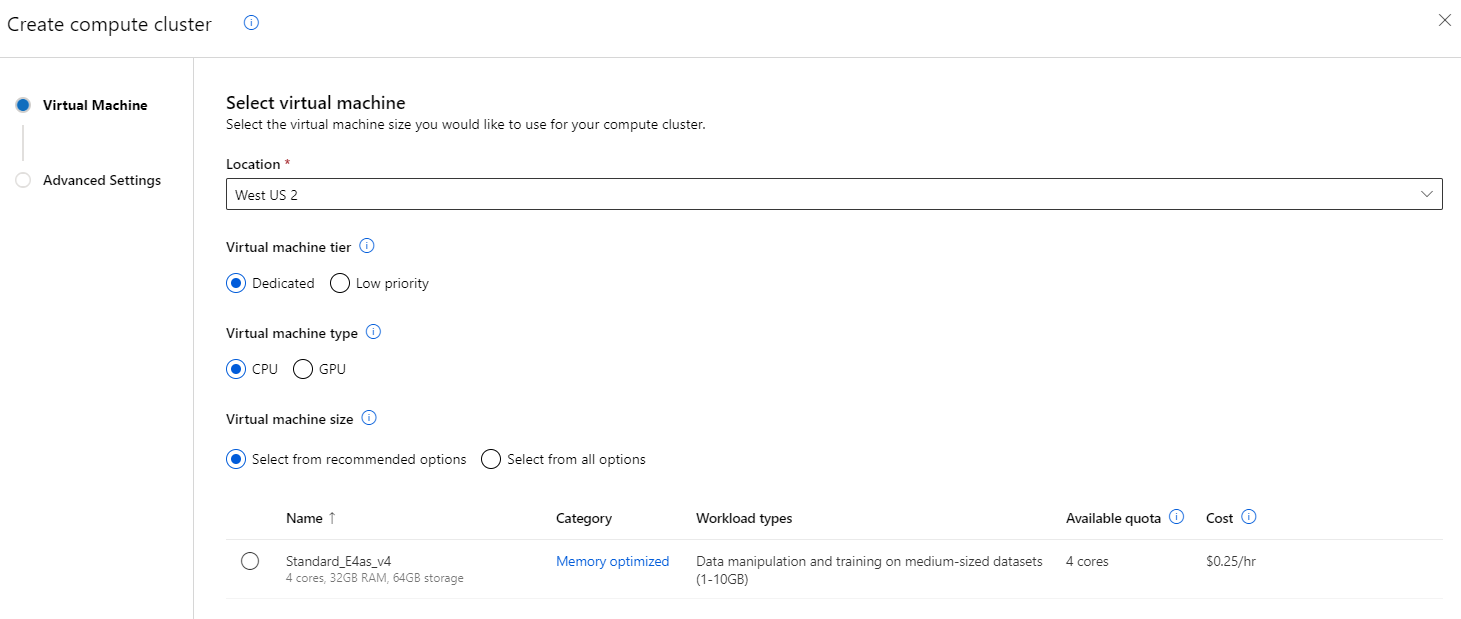 Create compute cluster
Virtual Machine
Advanced Settings
Select virtual machine
Select the virtual machine size you would like to use for your compute cluster.
Location *
West US 2
Virtual machine tier
Dedicated Low priority
Virtual machine type
CPU GPU
Virtual machine size
Select from recommended options Select from all options
Name ↑ Category Workload types Available quota Cost
Standard_E4as_v4 Memory optimized Data manipulation and training on medium-sized datasets 4 cores $0.25/hr
4 cores, 32GB RAM, 64GB storage (1-10GB)